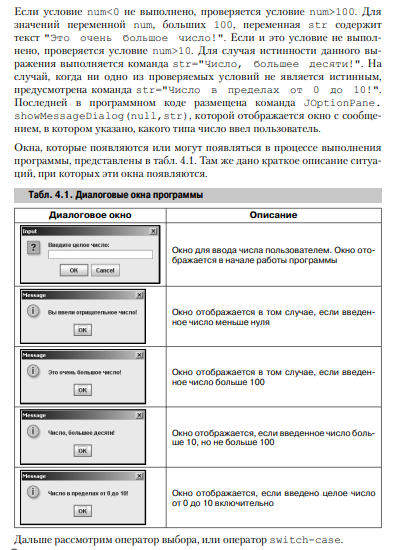 Если условие num<0 не выполнено, проверяется условие num>100. Для
значений переменной num, больших 100, переменная str содержит
текст "Это очень большое число!". Если и это условие не выпол-
нено, проверяется условие num>10. Для случая истинности данного вы-
ражения выполняется команда str="Число, большее десяти!". На
случай, когда ни одно из проверяемых условий не является истинным,
предусмотрена команда str="Число в пределах от 0 до 10!".
Последней в программном коде размещена команда JOptionPane.
showMessageDialog(null,str), которой отображается окно с сообще-
нием, в котором указано, какого типа число ввел пользователь.
Окна, которые появляются или могут появляться в процессе выполнения
программы, представлены в табл. 4.1. Там же дано краткое описание ситуа-
ций, при которых эти окна появляются.
Табл. 4.1. Диалоговые окна программы
Диалоговое окно Описание
Input
Введите целое число:
OK Cancel
Окно для ввода числа пользователем. Окно ото-
бражается в начале работы программы
Message
Вы ввели отрицательное число!
OK
Окно отображается в том случае, если введен-
ное число меньше нуля
Message
Это очень большое число!
OK
Окно отображается в том случае, если введен-
ное число больше 100
Message
Число, большее десяти!
OK
Окно отображается, если введенное число боль-
ше 10, но не больше 100
Message
Число в пределах от 0 до 10!
OK
Окно отображается, если введено целое число
от 0 до 10 включительно
Дальше рассмотрим оператор выбора, или оператор switch-case.